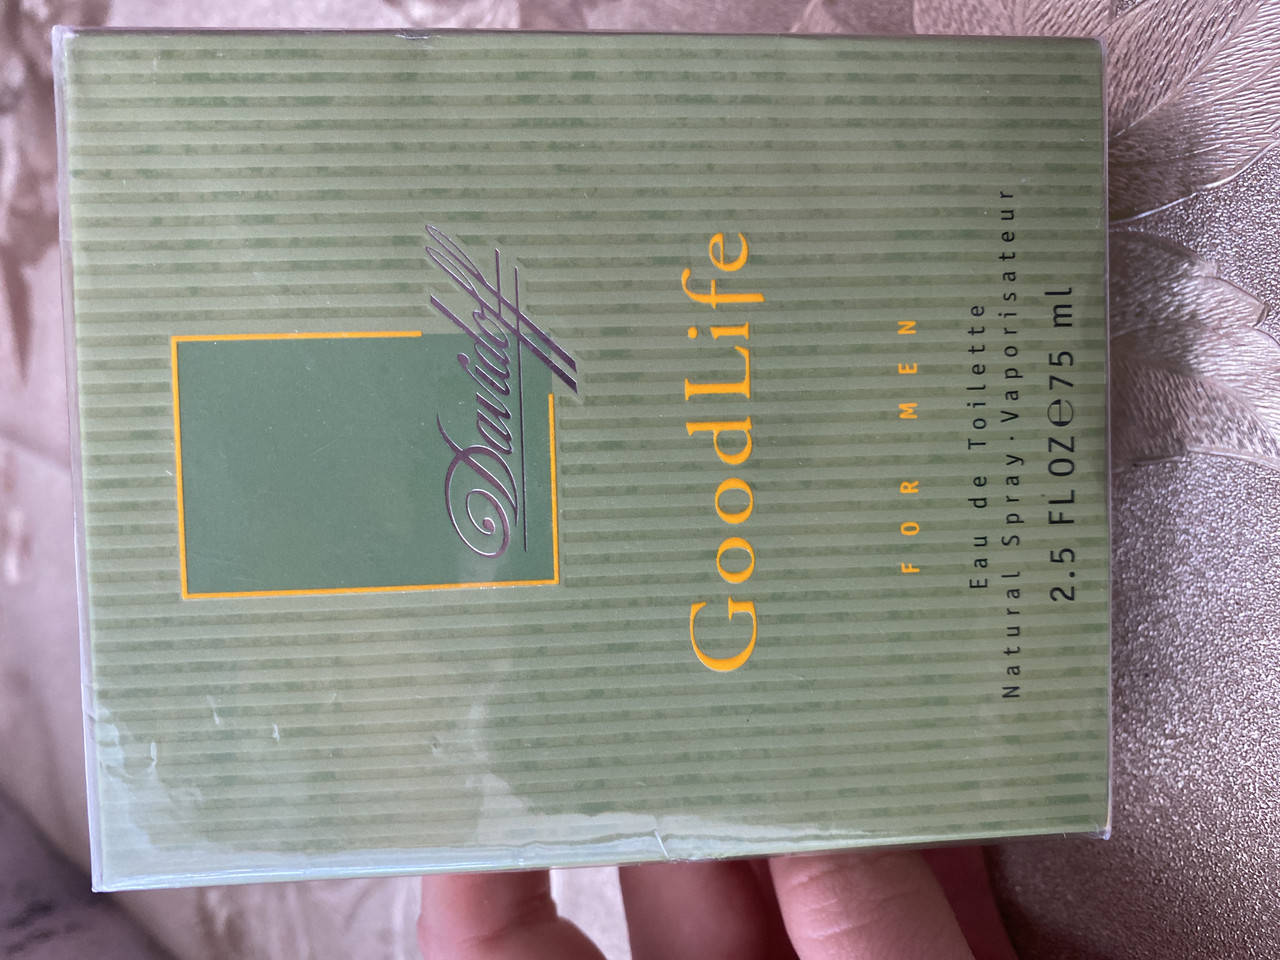 Davidoff
GoodLife
FOR MEN
Eau de Toilette
Natural Spray · Vaporisateur
2.5 FL OZ ℮ 75 ml